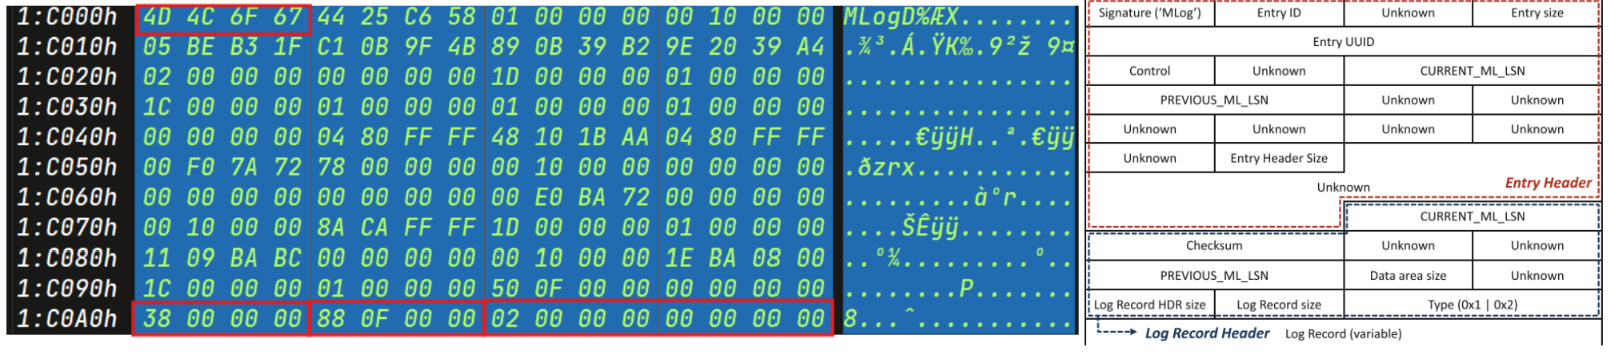 1:C000h 4D 4C 6F 67 44 25 C6 58 01 00 00 00 00 10 00 00 MLogD%ÆX........
1:C010h 05 BE B3 1F C1 0B 9F 4B 89 0B 39 B2 9E 20 39 A4 .¾³.Á.ŸK‰.9²ž 9¤
1:C020h 02 00 00 00 00 00 00 00 1D 00 00 00 01 00 00 00 ................
1:C030h 1C 00 00 00 01 00 00 00 01 00 00 00 01 00 00 00 ................
1:C040h 00 00 00 00 04 80 FF FF 48 10 1B AA 04 80 FF FF .....€ÿÿH..ª.€ÿÿ
1:C050h 00 F0 7A 72 78 00 00 00 00 10 00 00 00 00 00 00 .ðzrx...........
1:C060h 00 00 00 00 00 00 00 00 00 E0 BA 72 00 00 00 00 .........àºr....
1:C070h 00 10 00 00 8A CA FF FF 1D 00 00 00 01 00 00 00 ....ŠÊÿÿ........
1:C080h 11 09 BA BC 00 00 00 00 00 10 00 00 1E BA 08 00 ..º¼.........º..
1:C090h 1C 00 00 00 01 00 00 00 50 0F 00 00 00 00 00 00 ........P.......
1:C0A0h 38 00 00 00 88 0F 00 00 02 00 00 00 00 00 00 00 8...ˆ...........
Signature ('MLog') Entry ID Unknown Entry size
Entry UUID
Control Unknown CURRENT_ML_LSN
PREVIOUS_ML_LSN Unknown Unknown
Unknown Unknown Unknown Unknown
Unknown Entry Header Size
Unknown Entry Header
CURRENT_ML_LSN
Checksum Unknown Unknown
PREVIOUS_ML_LSN Data area size Unknown
Log Record HDR size Log Record size Type (0x1 | 0x2)
Log Record Header Log Record (variable)